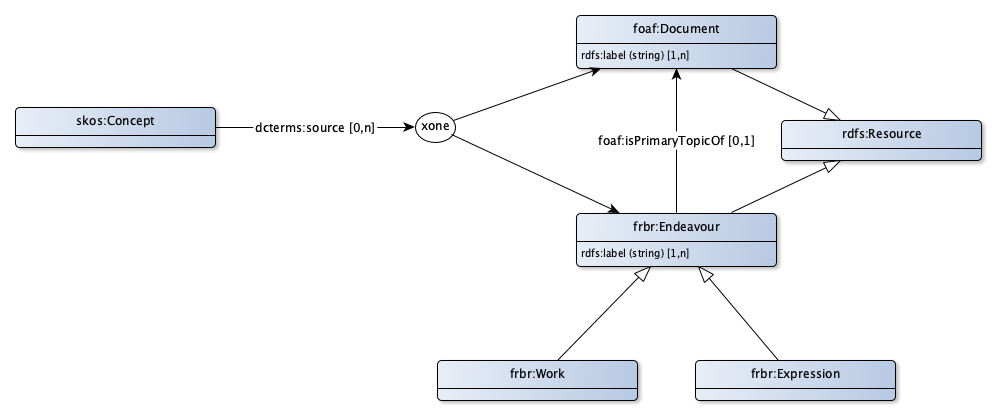 foaf:Document
rdfs:label (string) [1,n]
skos:Concept
dcterms:source [0,n]
xone
rdfs:Resource
foaf:isPrimaryTopicOf [0,1]
frbr:Endeavour
rdfs:label (string) [1,n]
frbr:Work
frbr:Expression